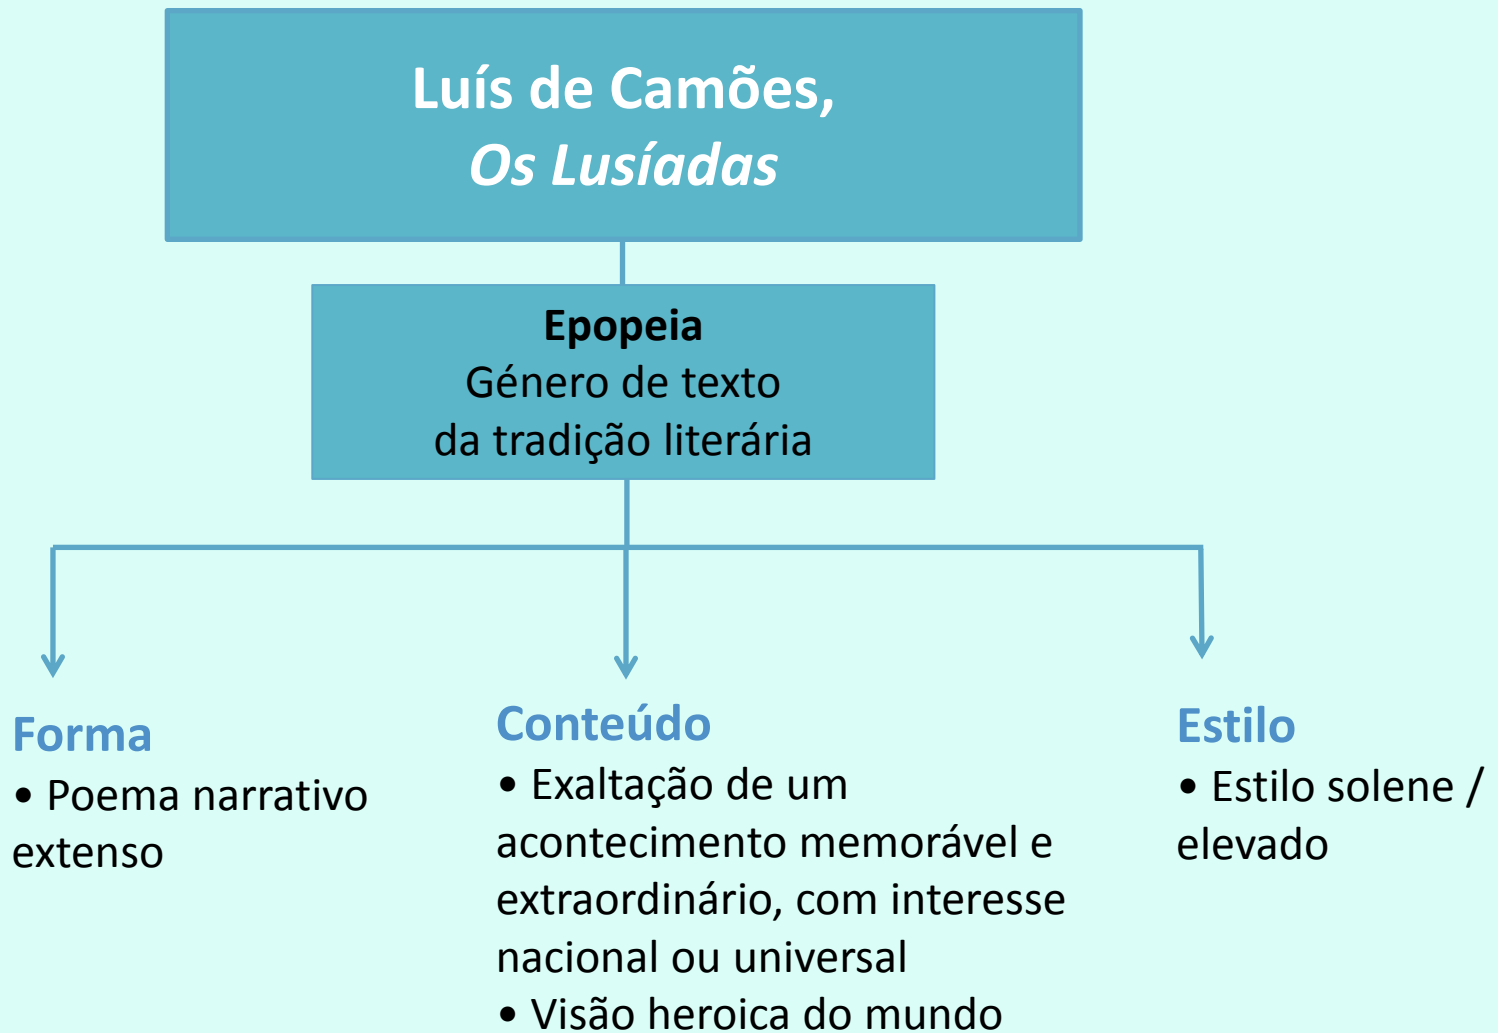 Luís de Camões,
Os Lusíadas
Epopeia
Género de texto
da tradição literária
Forma
• Poema narrativo
extenso
Conteúdo
• Exaltação de um
acontecimento memorável e
extraordinário, com interesse
nacional ou universal
• Visão heroica do mundo
Estilo
• Estilo solene /
elevado